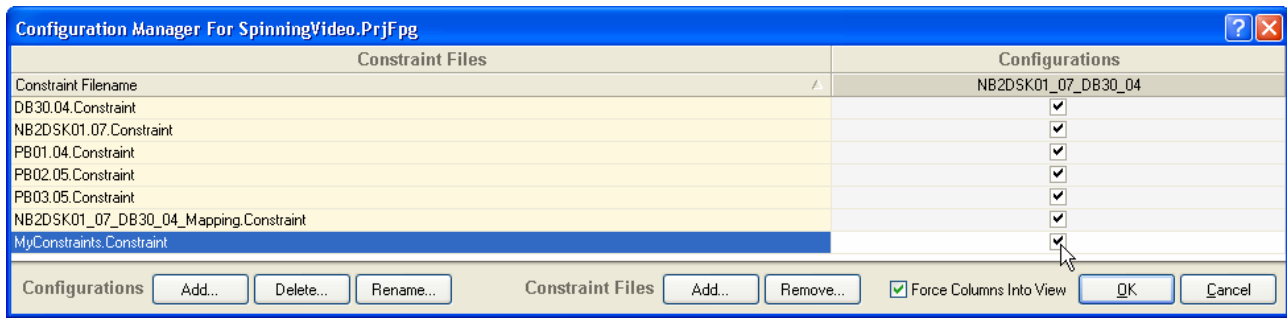 Configuration Manager For SpinningVideo.PrjFpg
Constraint Files Configurations
Constraint Filename NB2DSK01_07_DB30_04
DB30.04.Constraint
NB2DSK01.07.Constraint
PB01.04.Constraint
PB02.05.Constraint
PB03.05.Constraint
NB2DSK01_07_DB30_04_Mapping.Constraint
MyConstraints.Constraint
Configurations Add... Delete... Rename... Constraint Files Add... Remove... Force Columns Into View OK Cancel